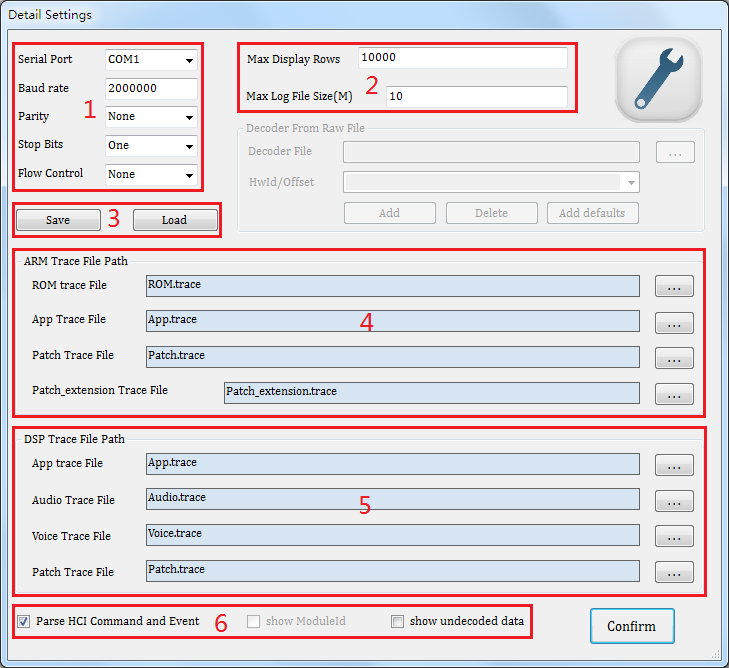 Detail Settings
Serial Port COM1
Baud rate 2000000
Parity None
Stop Bits One
Flow Control None
1
Max Display Rows 10000
Max Log File Size(M) 10
2
Decoder From Raw File
Decoder File ...
HwId/Offset
Add Delete Add defaults
Save 3 Load
ARM Trace File Path
ROM trace File ROM.trace ...
App Trace File App.trace ...
4
Patch Trace File Patch.trace ...
Patch_extension Trace File Patch_extension.trace ...
DSP Trace File Path
App trace File App.trace ...
Audio Trace File Audio.trace ...
5
Voice Trace File Voice.trace ...
Patch Trace File Patch.trace ...
Parse HCI Command and Event 6 show ModuleId show undecoded data
Confirm